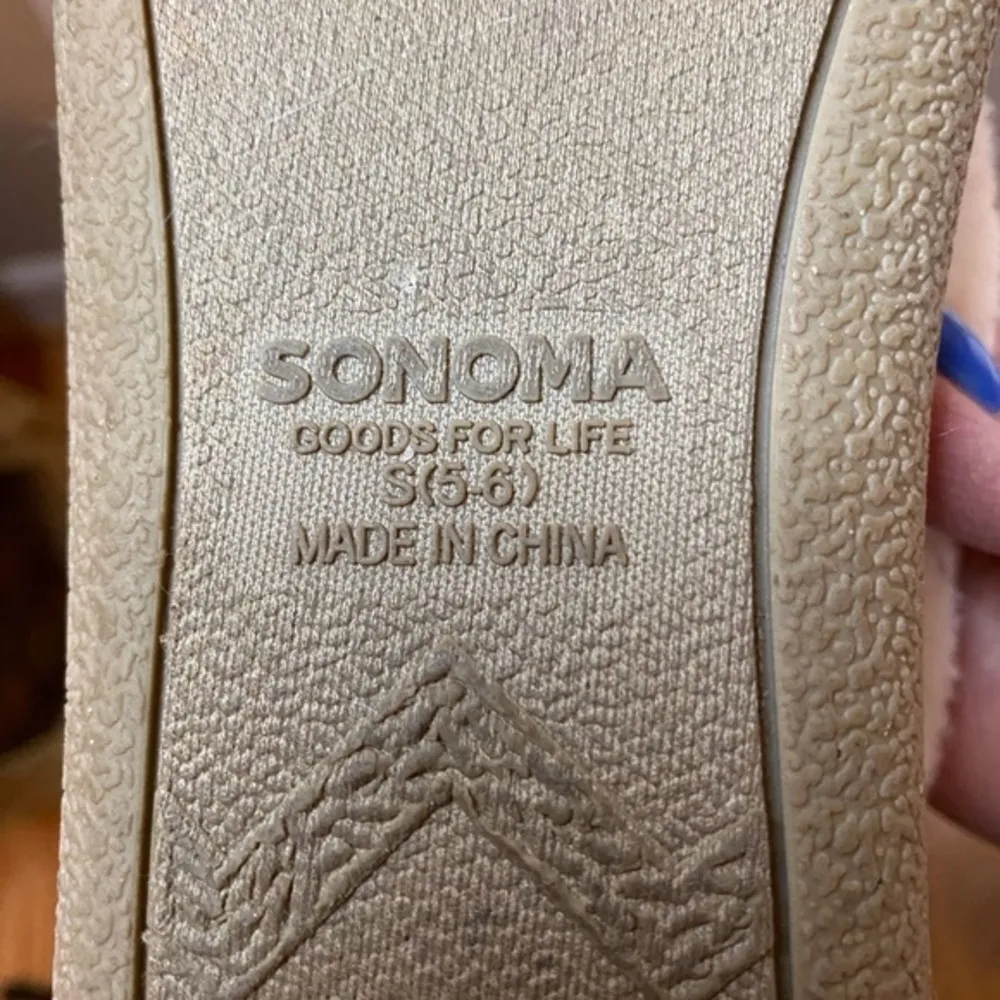 SONOMA
GOODS FOR LIFE
S(5-6)
MADE IN CHINA